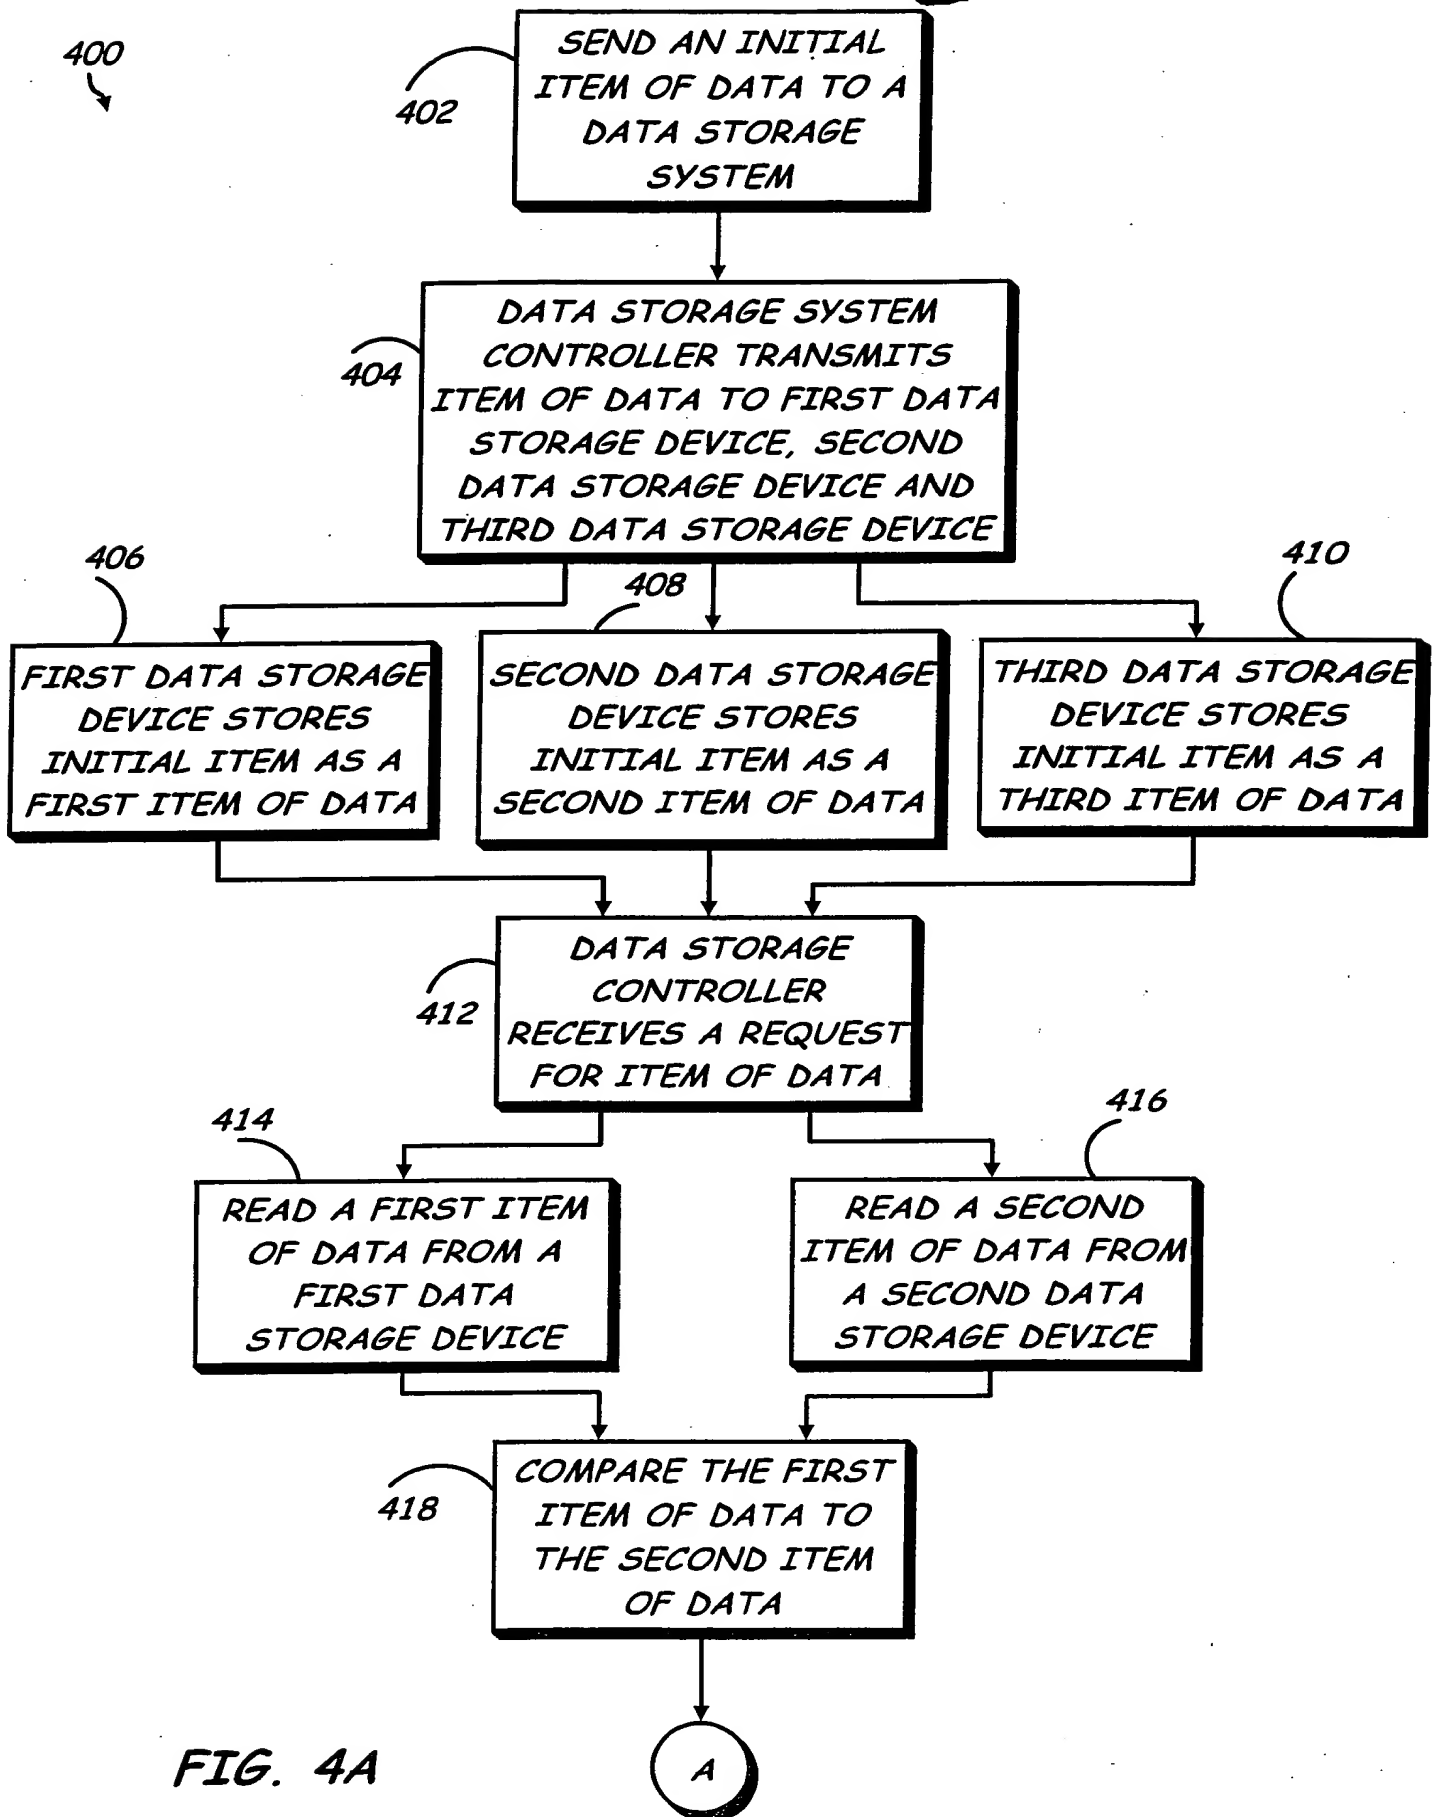 400
402
SEND AN INITIAL
ITEM OF DATA TO A
DATA STORAGE
SYSTEM
404
DATA STORAGE SYSTEM
CONTROLLER TRANSMITS
ITEM OF DATA TO FIRST DATA
STORAGE DEVICE, SECOND
DATA STORAGE DEVICE AND
THIRD DATA STORAGE DEVICE
406
FIRST DATA STORAGE
DEVICE STORES
INITIAL ITEM AS A
FIRST ITEM OF DATA
408
SECOND DATA STORAGE
DEVICE STORES
INITIAL ITEM AS A
SECOND ITEM OF DATA
410
THIRD DATA STORAGE
DEVICE STORES
INITIAL ITEM AS A
THIRD ITEM OF DATA
412
DATA STORAGE
CONTROLLER
RECEIVES A REQUEST
FOR ITEM OF DATA
414
READ A FIRST ITEM
OF DATA FROM A
FIRST DATA
STORAGE DEVICE
416
READ A SECOND
ITEM OF DATA FROM
A SECOND DATA
STORAGE DEVICE
418
COMPARE THE FIRST
ITEM OF DATA TO
THE SECOND ITEM
OF DATA
A
FIG. 4A